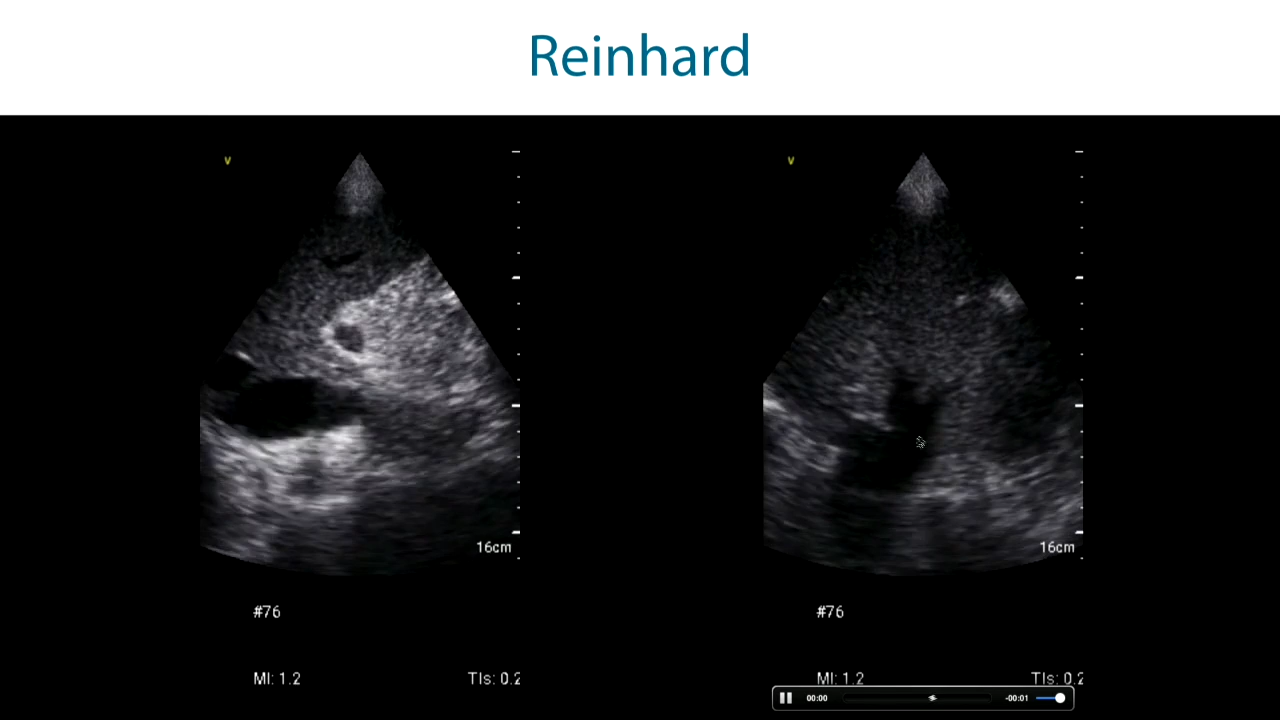 Reinhard
V
V
16cm
16cm
#76
#76
MI: 1.2
TIs: 0.2
MI: 1.2
TIs: 0.2
00:00
-00:01